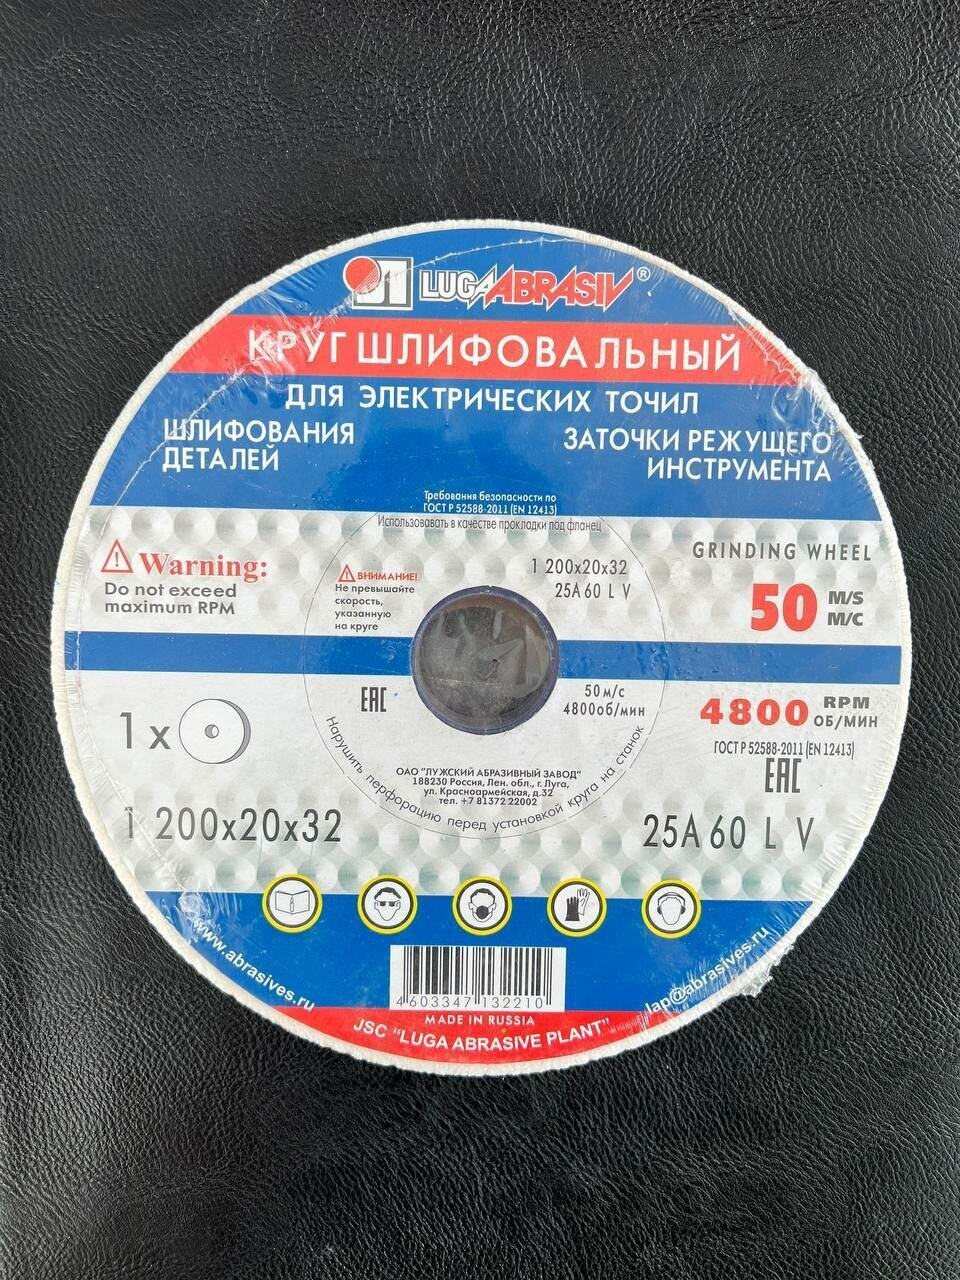 LUGAABRASIV®
КРУГ ШЛИФОВАЛЬНЫЙ
ДЛЯ ЭЛЕКТРИЧЕСКИХ ТОЧИЛ
ШЛИФОВАНИЯ
ДЕТАЛЕЙ
ЗАТОЧКИ РЕЖУЩЕГО
ИНСТРУМЕНТА
Требования безопасности по
ГОСТ Р 52588-2011 (EN 12413)
Использовавать в качестве прокладки под фланец
Warning:
Do not exceed
maximum RPM
ВНИМАНИЕ!
Не превышайте
скорость,
указанную
на круге
1 200x20x32
25A 60 L V
GRINDING WHEEL
50 M/S
М/С
EAC
50 м/с
4800об/мин
4800 RPM
ОБ/МИН
ГОСТ Р 52588-2011 (EN 12413)
EAC
1 x
ОАО "ЛУЖСКИЙ АБРАЗИВНЫЙ ЗАВОД"
188230 Россия, Лен. обл., г. Луга,
ул. Красноармейская, д.32
тел. +7 81372 22002
Нарушить перфорацию перед установкой круга на станок
1 200x20x32
25A 60 L V
www.abrasives.ru
lap@abrasives.ru
4 603347 132210
MADE IN RUSSIA
JSC "LUGA ABRASIVE PLANT"